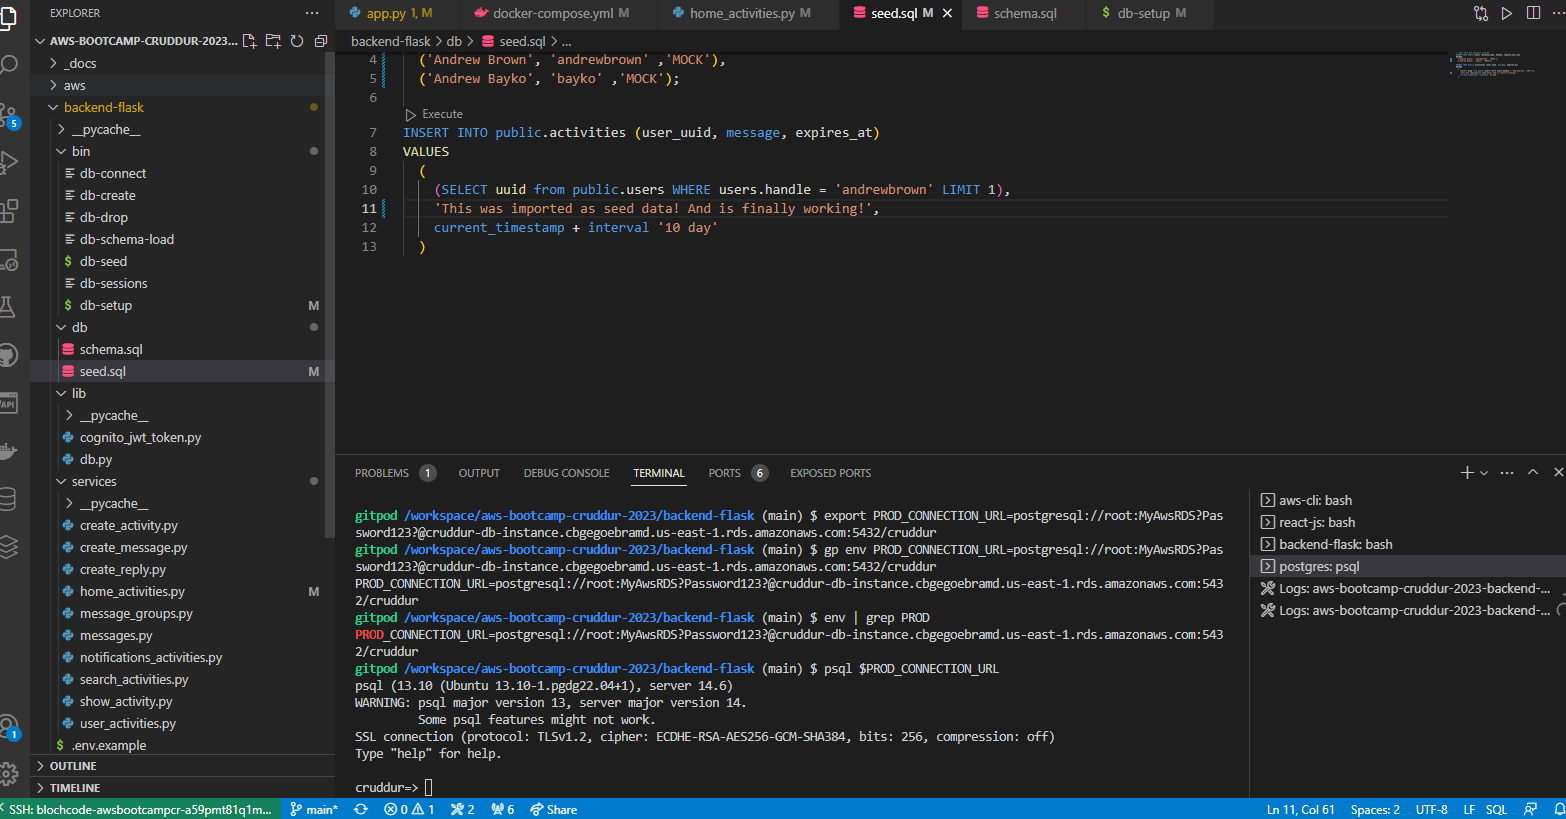 EXPLORER ···
AWS-BOOTCAMP-CRUDDUR-2023...
_docs
aws
backend-flask
__pycache__
bin
db-connect
db-create
db-drop
db-schema-load
$ db-seed
db-sessions
$ db-setup M
db
schema.sql
seed.sql M
lib
__pycache__
cognito_jwt_token.py
db.py
services
__pycache__
create_activity.py
create_message.py
create_reply.py
home_activities.py M
message_groups.py
messages.py
notifications_activities.py
search_activities.py
show_activity.py
user_activities.py
$ .env.example
OUTLINE
TIMELINE
5
API
1
app.py 1, M docker-compose.yml M home_activities.py M seed.sql M schema.sql $ db-setup M
backend-flask > db > seed.sql > ...
4 ('Andrew Brown', 'andrewbrown' ,'MOCK'),
5 ('Andrew Bayko', 'bayko' ,'MOCK');
6
Execute
7 INSERT INTO public.activities (user_uuid, message, expires_at)
8 VALUES
9 (
10 (SELECT uuid from public.users WHERE users.handle = 'andrewbrown' LIMIT 1),
11 'This was imported as seed data! And is finally working!',
12 current_timestamp + interval '10 day'
13 )
PROBLEMS 1 OUTPUT DEBUG CONSOLE TERMINAL PORTS 6 EXPOSED PORTS
gitpod /workspace/aws-bootcamp-cruddur-2023/backend-flask (main) $ export PROD_CONNECTION_URL=postgresql://root:MyAwsRDS?Pas
sword123?@cruddur-db-instance.cbgegoebramd.us-east-1.rds.amazonaws.com:5432/cruddur
gitpod /workspace/aws-bootcamp-cruddur-2023/backend-flask (main) $ gp env PROD_CONNECTION_URL=postgresql://root:MyAwsRDS?Pas
sword123?@cruddur-db-instance.cbgegoebramd.us-east-1.rds.amazonaws.com:5432/cruddur
PROD_CONNECTION_URL=postgresql://root:MyAwsRDS?Password123?@cruddur-db-instance.cbgegoebramd.us-east-1.rds.amazonaws.com:543
2/cruddur
gitpod /workspace/aws-bootcamp-cruddur-2023/backend-flask (main) $ env | grep PROD
PROD_CONNECTION_URL=postgresql://root:MyAwsRDS?Password123?@cruddur-db-instance.cbgegoebramd.us-east-1.rds.amazonaws.com:543
2/cruddur
gitpod /workspace/aws-bootcamp-cruddur-2023/backend-flask (main) $ psql $PROD_CONNECTION_URL
psql (13.10 (Ubuntu 13.10-1.pgdg22.04+1), server 14.6)
WARNING: psql major version 13, server major version 14.
Some psql features might not work.
SSL connection (protocol: TLSv1.2, cipher: ECDHE-RSA-AES256-GCM-SHA384, bits: 256, compression: off)
Type "help" for help.
cruddur=>
aws-cli: bash
react-js: bash
backend-flask: bash
postgres: psql
Logs: aws-bootcamp-cruddur-2023-backend-...
Logs: aws-bootcamp-cruddur-2023-backend-...
SSH: blochcode-awsbootcampcr-a59pmt81q1m... main* 0 1 2 6 Share Ln 11, Col 61 Spaces: 2 UTF-8 LF SQL